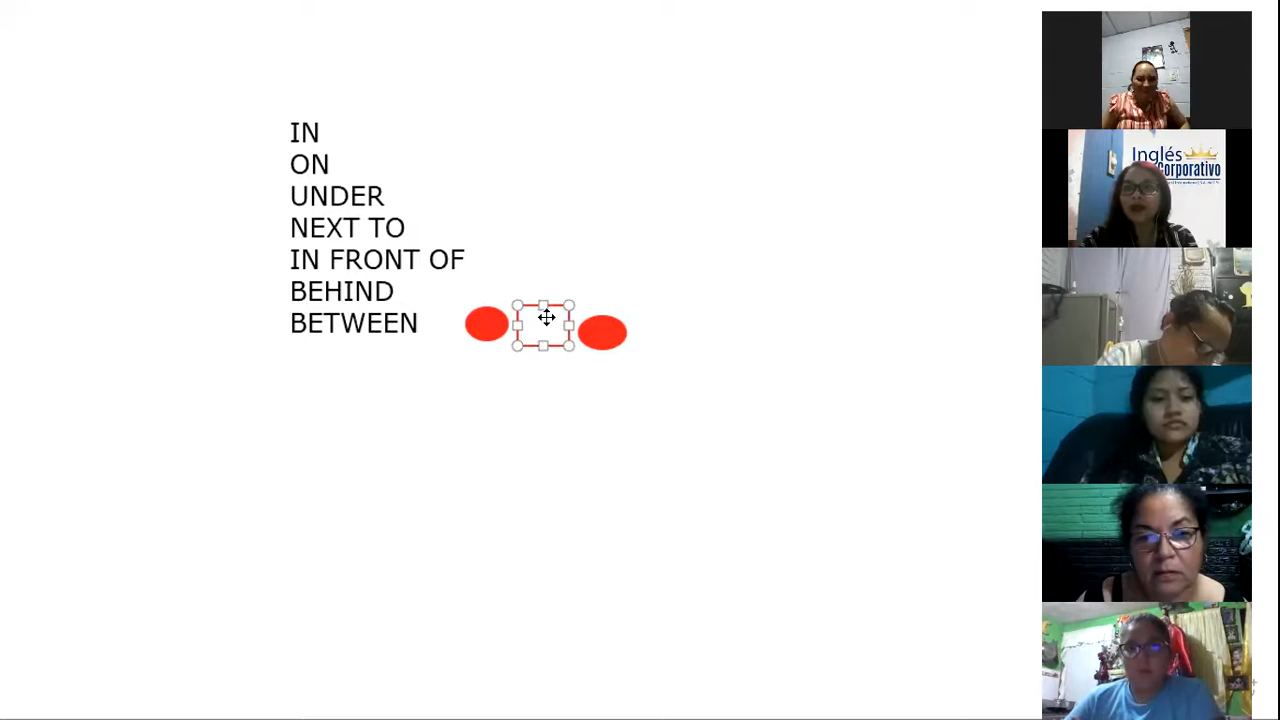 IN
ON
UNDER
NEXT TO
IN FRONT OF
BEHIND
BETWEEN
Inglés
Corporativo